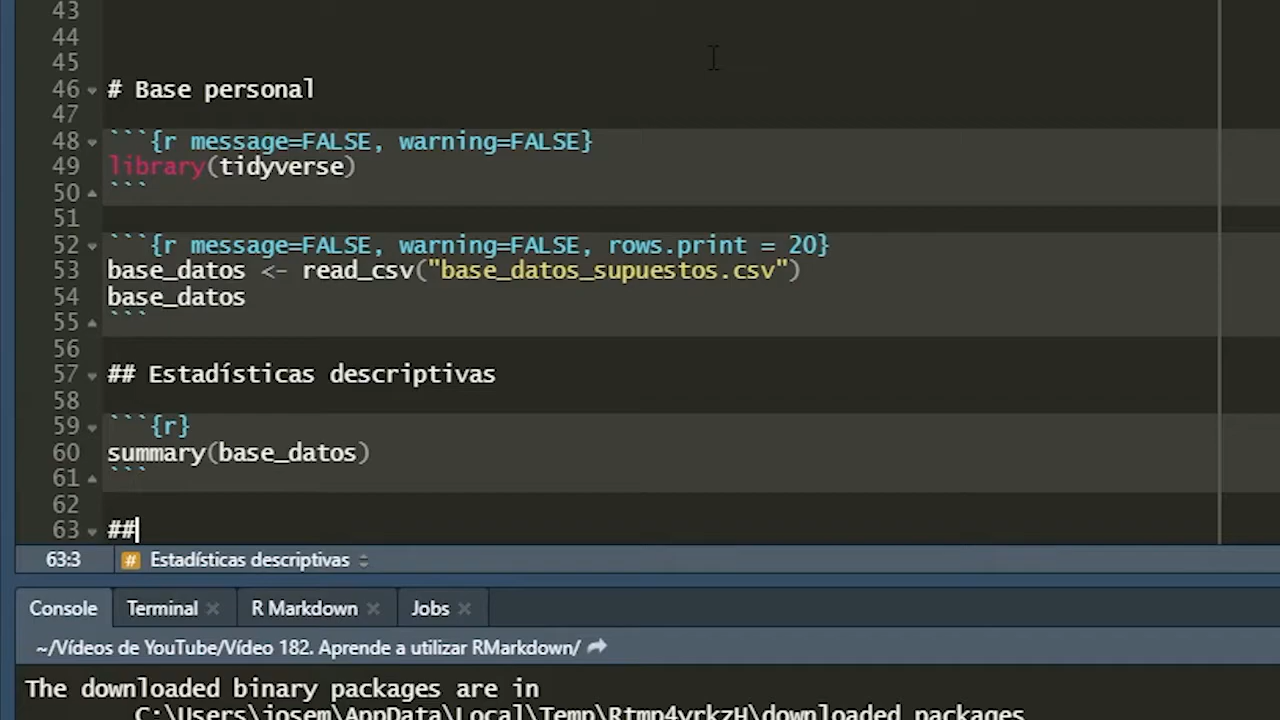 43
44
45
46 # Base personal
47
48 ```{r message=FALSE, warning=FALSE}
49 library(tidyverse)
50 ```
51
52 ```{r message=FALSE, warning=FALSE, rows.print = 20}
53 base_datos <- read_csv("base_datos_supuestos.csv")
54 base_datos
55 ```
56
57 ## Estadísticas descriptivas
58
59 ```{r}
60 summary(base_datos)
61 ```
62
63 ##
63:3 # Estadísticas descriptivas
Console Terminal R Markdown Jobs
~/Vídeos de YouTube/Vídeo 182. Aprende a utilizar RMarkdown/
The downloaded binary packages are in
C:\Users\josem\AppData\Local\Temp\Rtmp4yrkzH\downloaded_packages